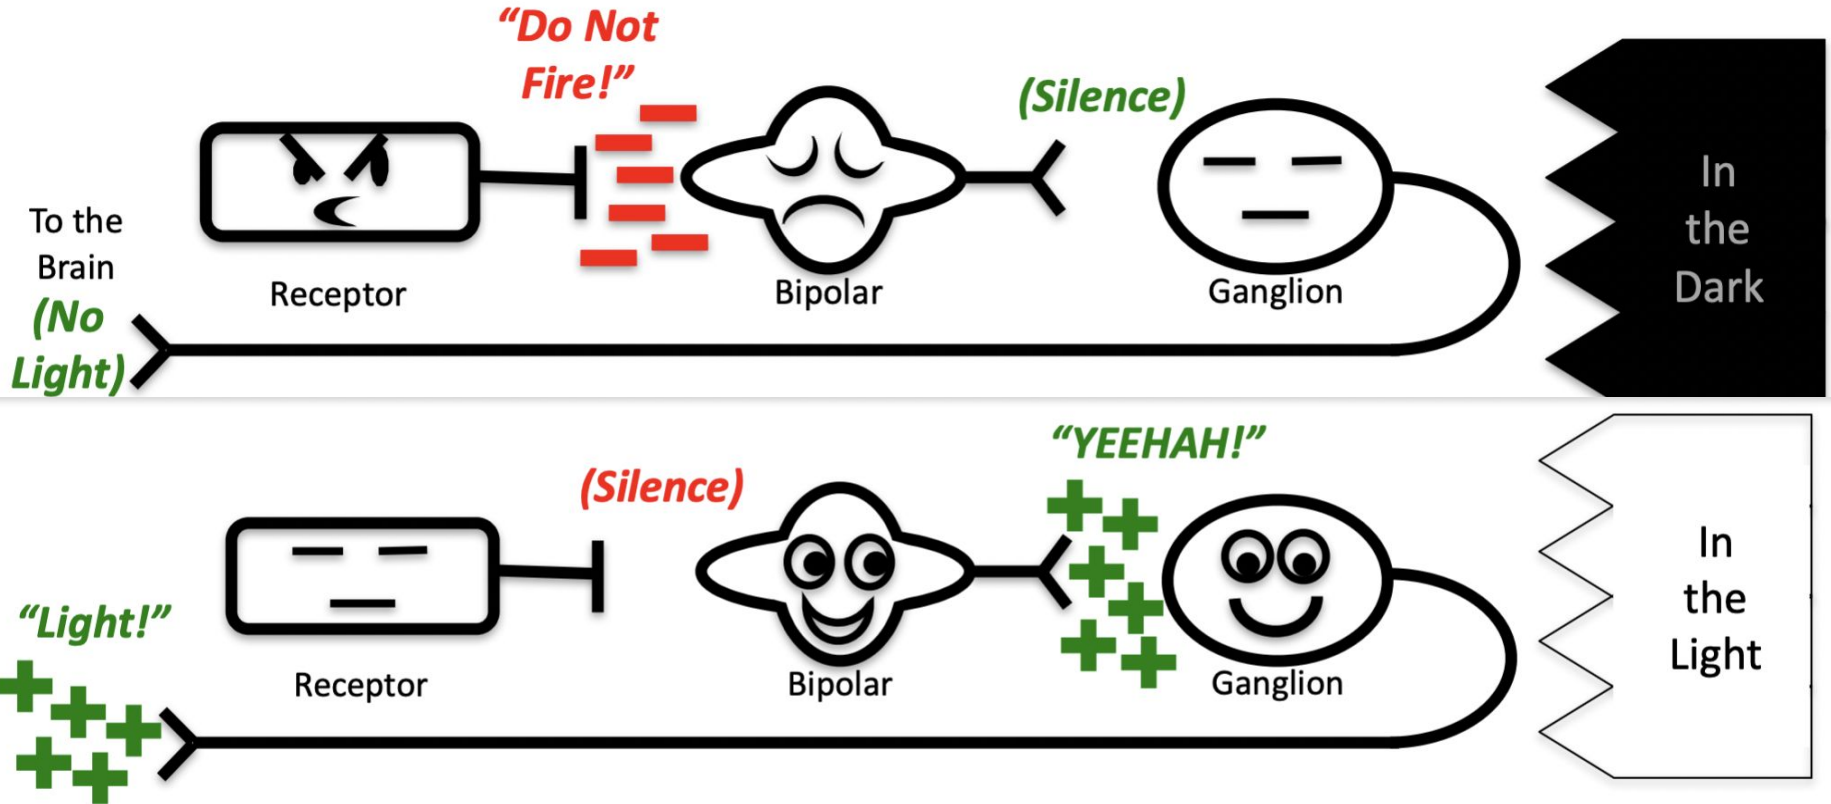 “Do Not
Fire!”
(Silence)
In
the
Dark
To the
Brain
(No
Light)
Receptor
Bipolar
Ganglion
“YEEHAH!”
(Silence)
“Light!”
In
the
Light
Receptor
Bipolar
Ganglion